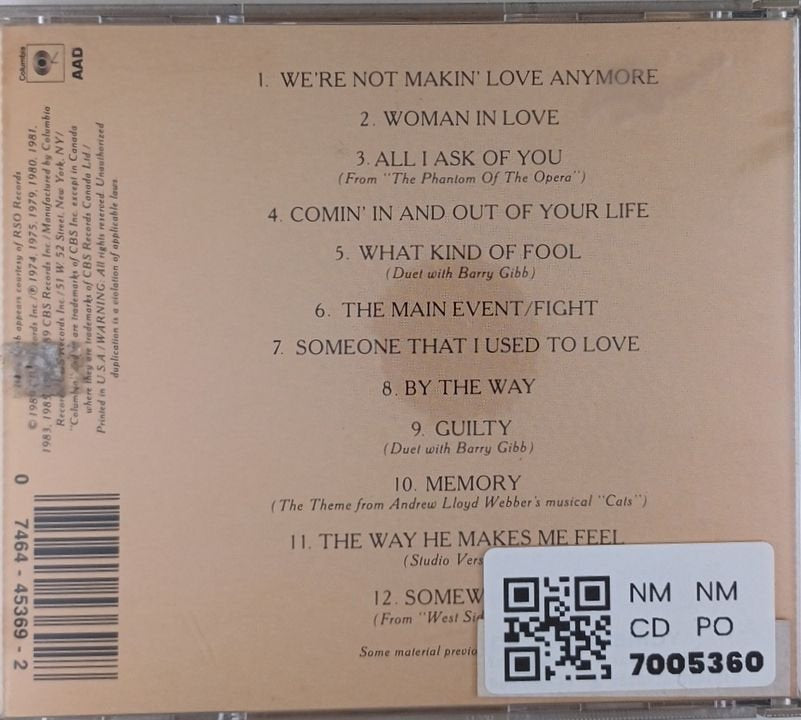 1. WE'RE NOT MAKIN' LOVE ANYMORE
2. WOMAN IN LOVE
3. ALL I ASK OF YOU
(From "The Phantom Of The Opera")
4. COMIN' IN AND OUT OF YOUR LIFE
5. WHAT KIND OF FOOL
(Duet with Barry Gibb)
6. THE MAIN EVENT/FIGHT
7. SOMEONE THAT I USED TO LOVE
8. BY THE WAY
9. GUILTY
(Duet with Barry Gibb)
10. MEMORY
(The Theme from Andrew Lloyd Webber's musical "Cats")
11. THE WAY HE MAKES ME FEEL
(Studio Vers
12. SOMEW
(From "West Sid
Some material previo
Columbia
AAD
appears courtesy of RSO Records
© 198 Records Inc./℗ 1974, 1975, 1979, 1980, 1981,
1983, 198 89 CBS Records Inc./Manufactured by Columbia
Records Records Inc./51 W. 52 Street, New York, NY/
"Columbia" are trademarks of CBS Inc. except in Canada
where they are trademarks of CBS Records Canada Ltd./
Printed in U.S.A./WARNING: All rights reserved. Unauthorized
duplication is a violation of applicable laws.
0 7464-45369-2
NM NM
CD PO
7005360